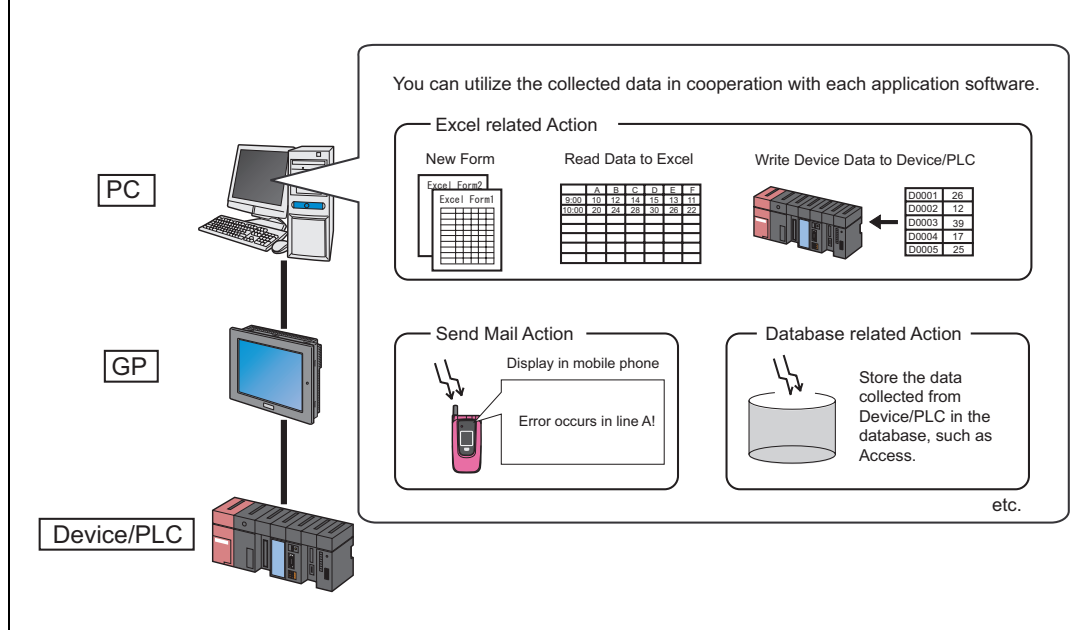 You can utilize the collected data in cooperation with each application software.
Excel related Action
New Form
Read Data to Excel
Write Device Data to Device/PLC
Excel Form2
Excel Form1
A B C D E F
9:00 10 12 14 15 13 11
10:00 20 24 28 30 26 22
D0001 26
D0002 12
D0003 39
D0004 17
D0005 25
PC
Send Mail Action
Display in mobile phone
Error occurs in line A!
Database related Action
Store the data
collected from
Device/PLC in the
database, such as
Access.
GP
etc.
Device/PLC